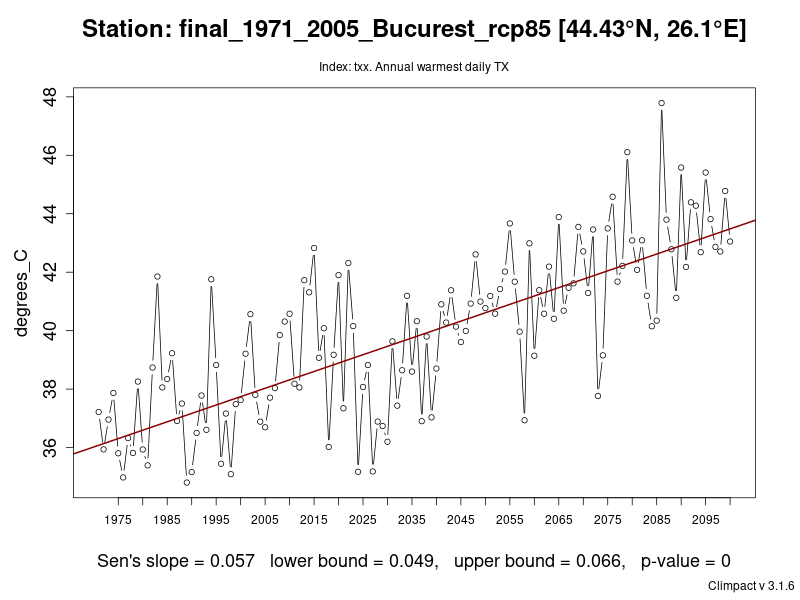 Station: final_1971_2005_Bucurest_rcp85 [44.43°N, 26.1°E]
Index: txx. Annual warmest daily TX
48
46
44
42
40
38
36
degrees_C
1975 1985 1995 2005 2015 2025 2035 2045 2055 2065 2075 2085 2095
Sen's slope = 0.057 lower bound = 0.049, upper bound = 0.066, p-value = 0
Climpact v 3.1.6